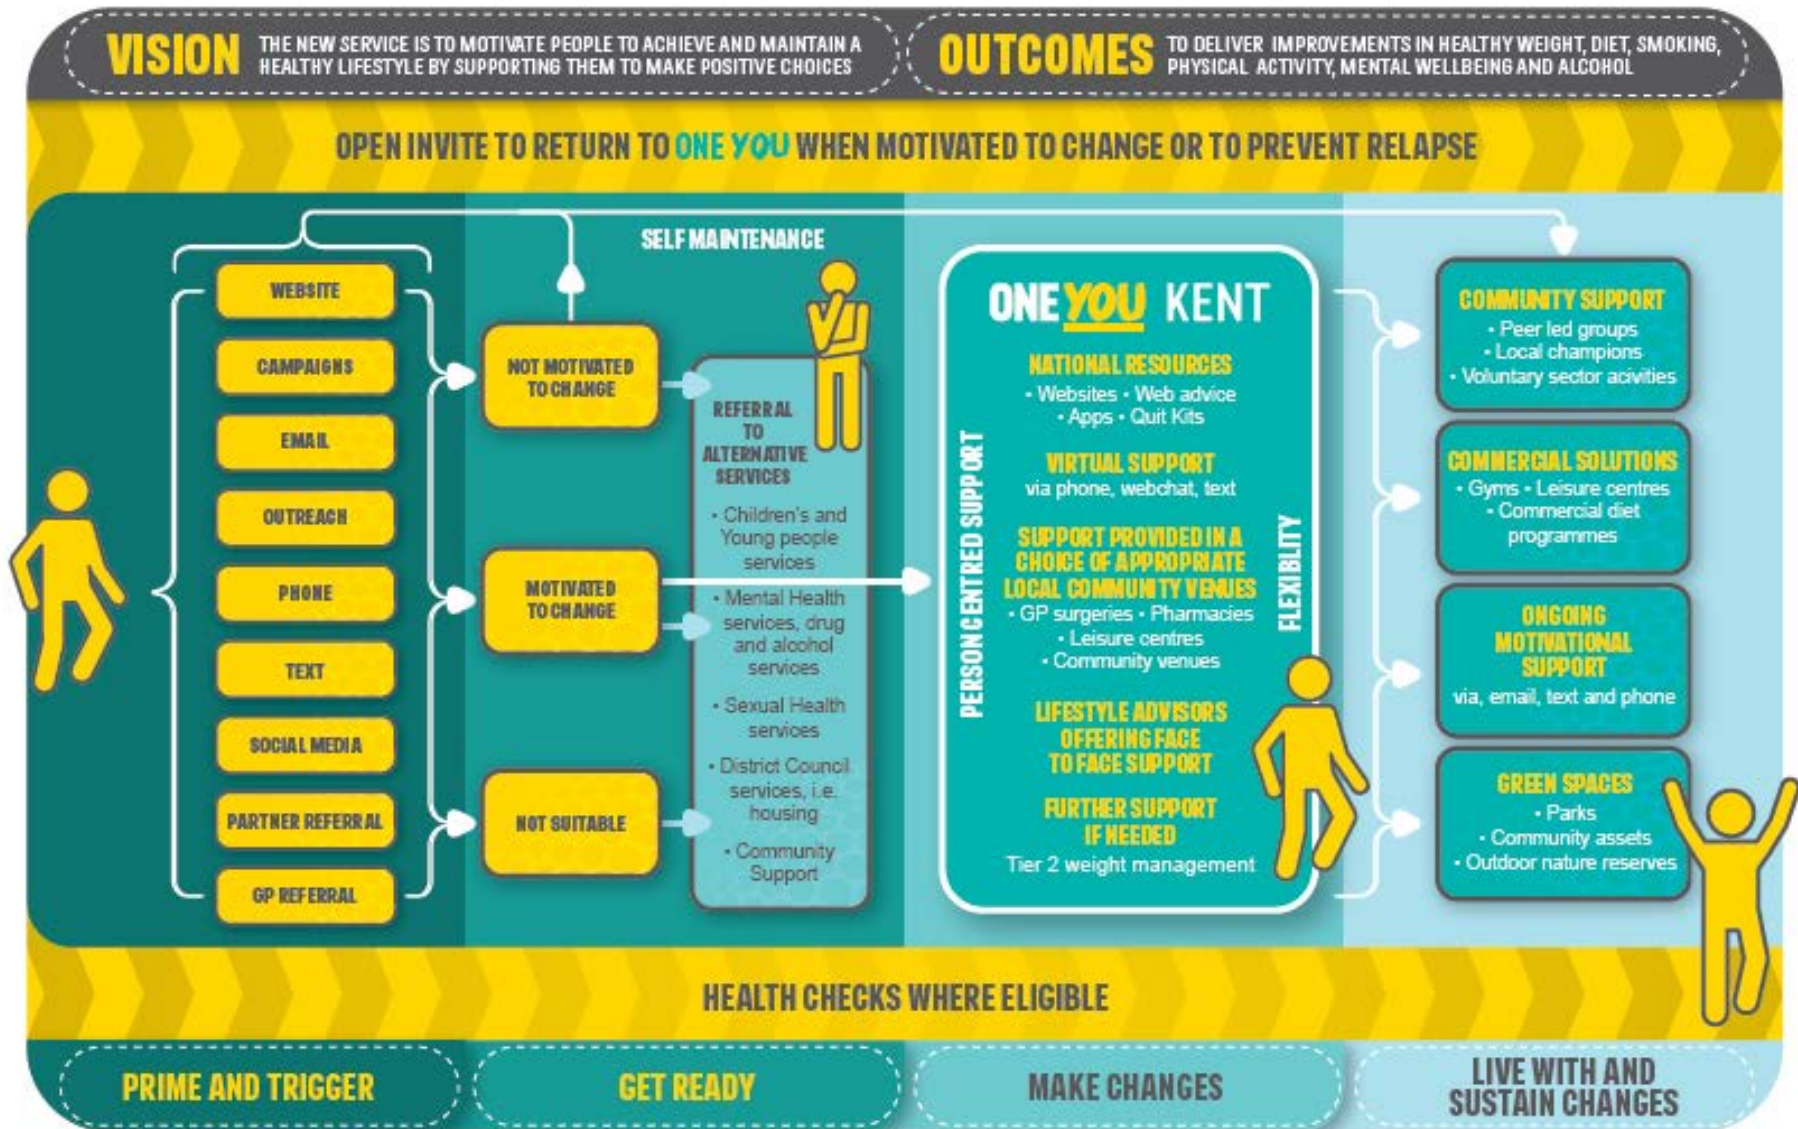 VISION
THE NEW SERVICE IS TO MOTIVATE PEOPLE TO ACHIEVE AND MAINTAIN A
HEALTHY LIFESTYLE BY SUPPORTING THEM TO MAKE POSITIVE CHOICES
OUTCOMES
TO DELIVER IMPROVEMENTS IN HEALTHY WEIGHT, DIET, SMOKING,
PHYSICAL ACTIVITY, MENTAL WELLBEING AND ALCOHOL
OPEN INVITE TO RETURN TO ONE YOU WHEN MOTIVATED TO CHANGE OR TO PREVENT RELAPSE
WEBSITE
CAMPAIGNS
EMAIL
OUTREACH
PHONE
TEXT
SOCIAL MEDIA
PARTNER REFERRAL
GP REFERRAL
SELF MAINTENANCE
NOT MOTIVATED
TO CHANGE
MOTIVATED
TO CHANGE
NOT SUITABLE
REFERRAL
TO
ALTERNATIVE
SERVICES
• Children's and
Young people
services
• Mental Health
services, drug
and alcohol
services
• Sexual Health
services
• District Council
services, i.e.
housing
• Community
Support
PERSON CENTRED SUPPORT
ONE YOU KENT
NATIONAL RESOURCES
• Websites • Web advice
• Apps • Quit Kits
VIRTUAL SUPPORT
via phone, webchat, text
SUPPORT PROVIDED IN A
CHOICE OF APPROPRIATE
LOCAL COMMUNITY VENUES
• GP surgeries • Pharmacies
• Leisure centres
• Community venues
LIFESTYLE ADVISORS
OFFERING FACE
TO FACE SUPPORT
FURTHER SUPPORT
IF NEEDED
Tier 2 weight management
FLEXIBLITY
COMMUNITY SUPPORT
• Peer led groups
• Local champions
• Voluntary sector acivities
COMMERCIAL SOLUTIONS
• Gyms • Leisure centres
• Commercial diet
programmes
ONGOING
MOTIVATIONAL
SUPPORT
via, email, text and phone
GREEN SPACES
• Parks
• Community assets
• Outdoor nature reserves
HEALTH CHECKS WHERE ELIGIBLE
PRIME AND TRIGGER
GET READY
MAKE CHANGES
LIVE WITH AND
SUSTAIN CHANGES